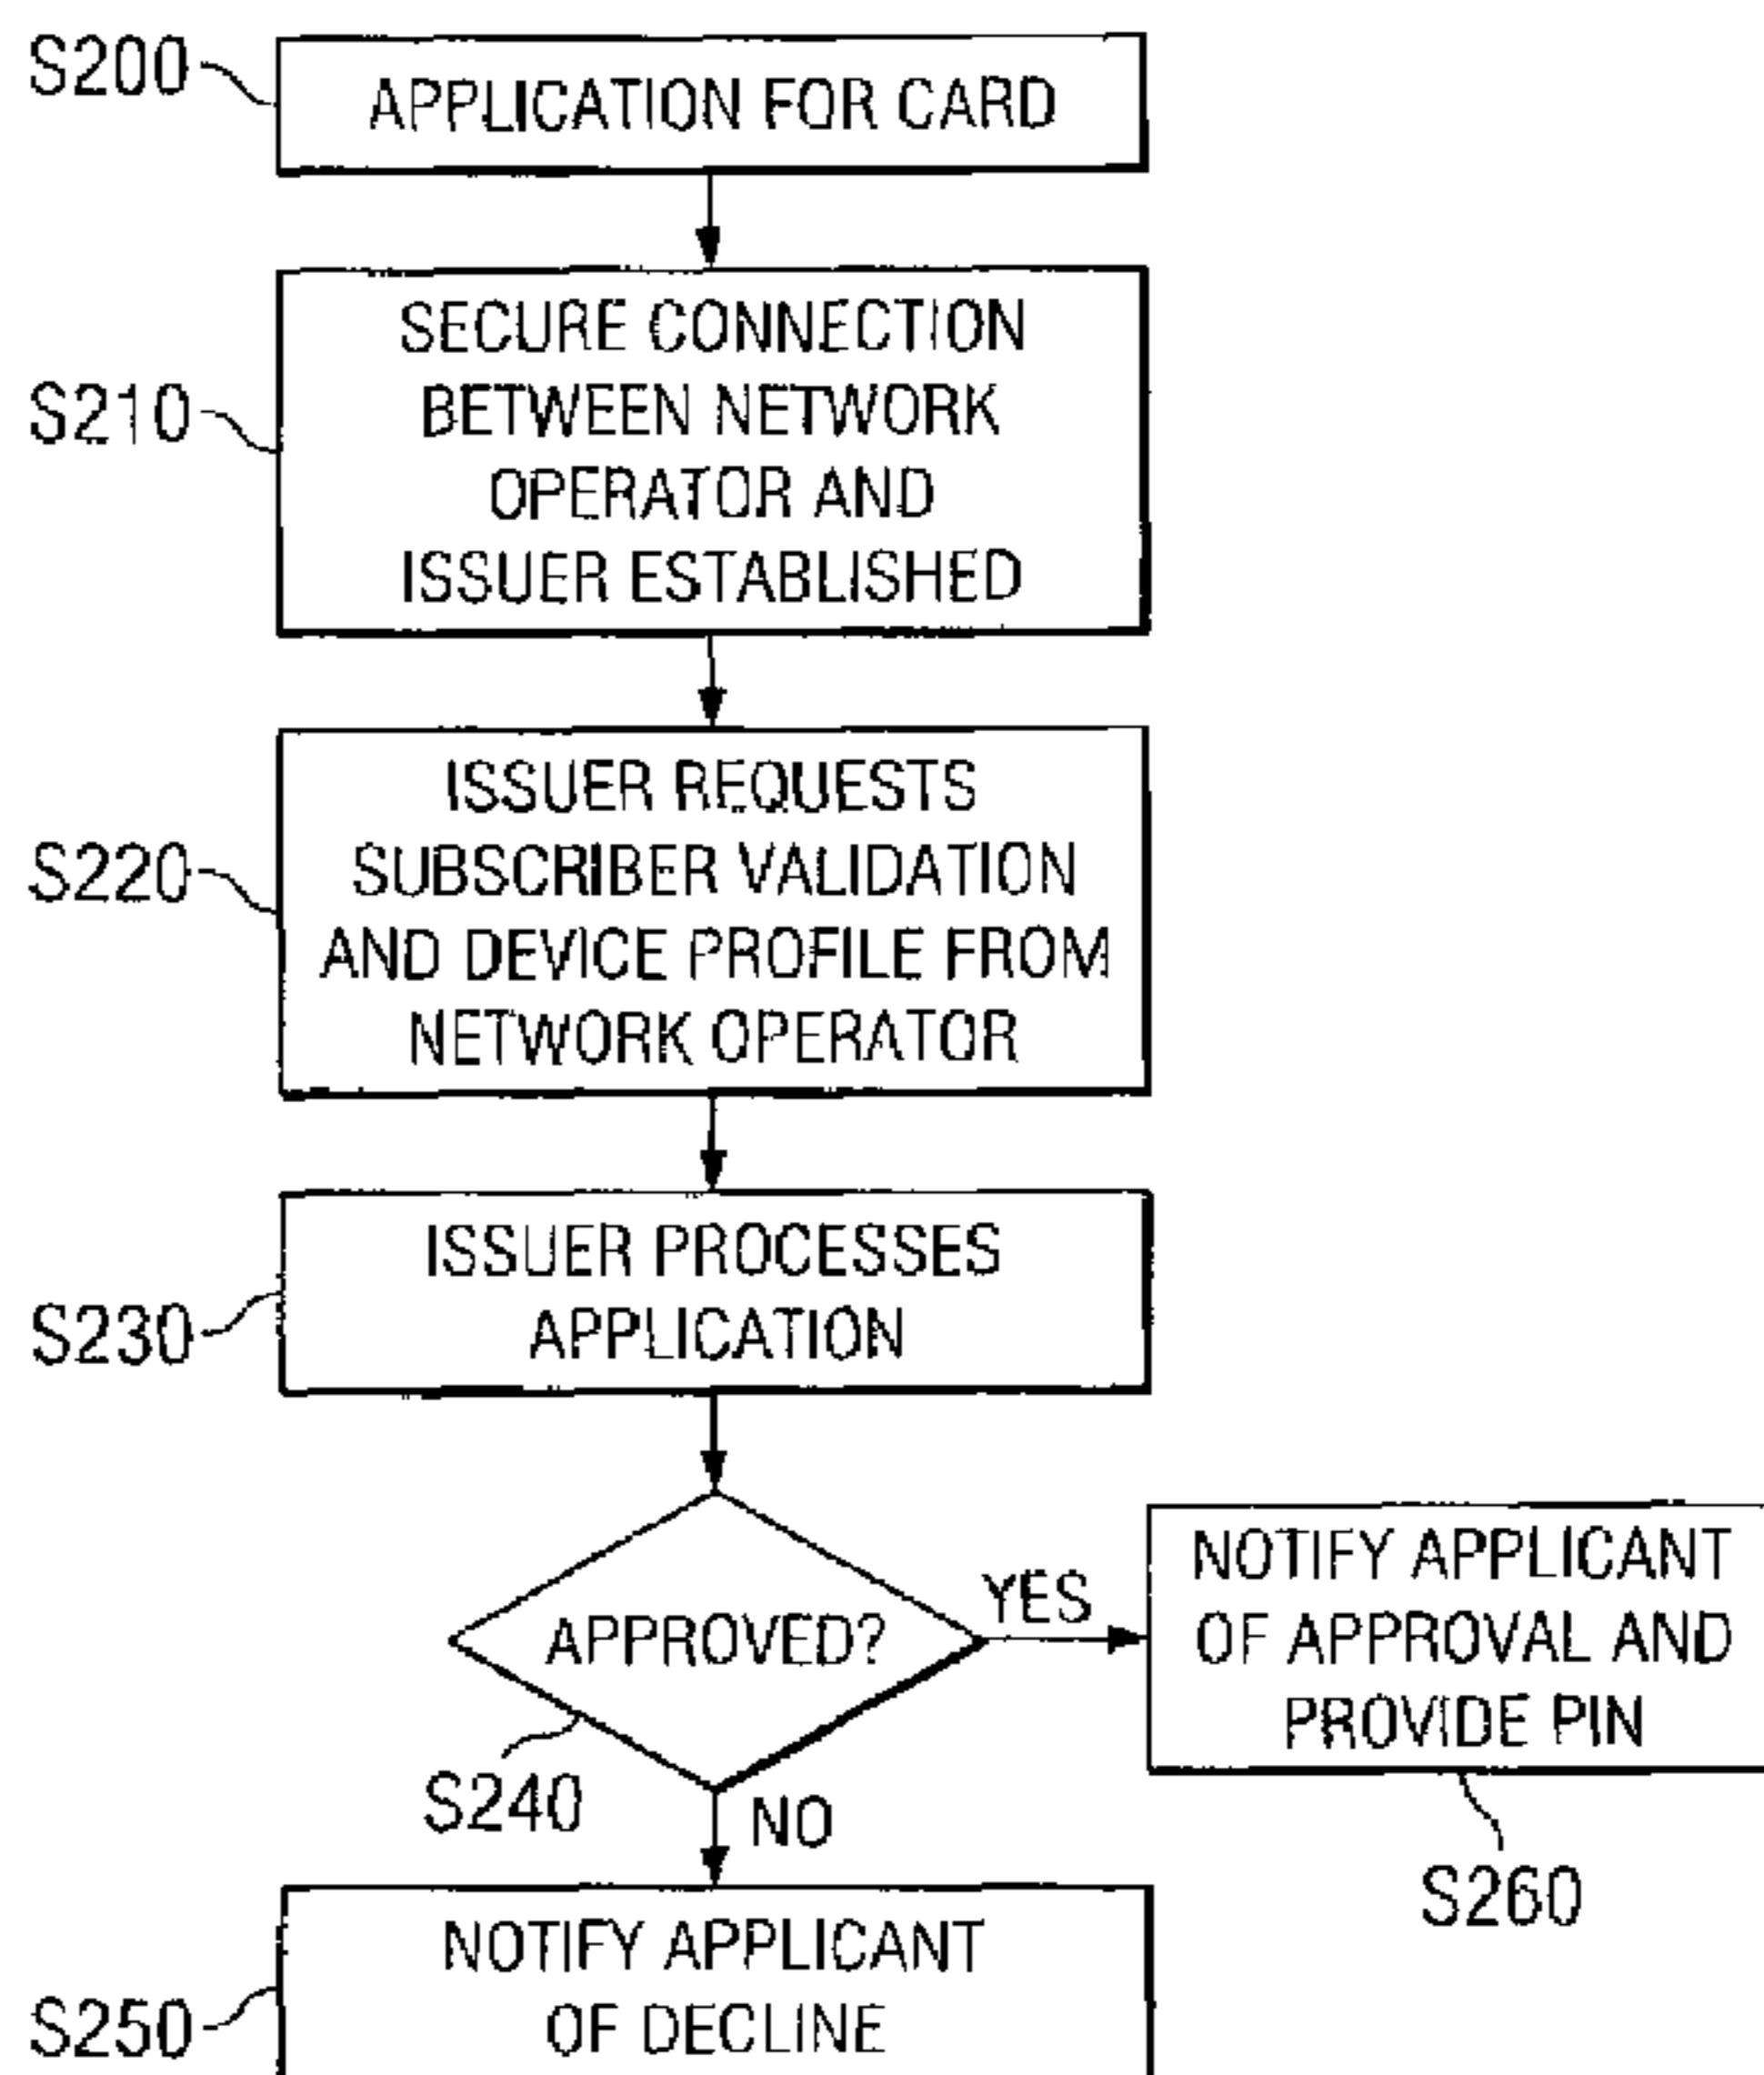 S200
APPLICATION FOR CARD
SECURE CONNECTION
BETWEEN NETWORK
S210
OPERATOR AND
ISSUER ESTABLISHED
ISSUER REQUESTS
SUBSCRIBER VALIDATION
S220
AND DEVICE PROFILE FROM
NETWORK OPERATOR
ISSUER PROCESSES
S230
APPLICATION
APPROVED?
YES
NOTIFY APPLICANT
OF APPROVAL AND
PROVIDE PIN
S240
NO
S260
NOTIFY APPLICANT
S250
OF DECLINE